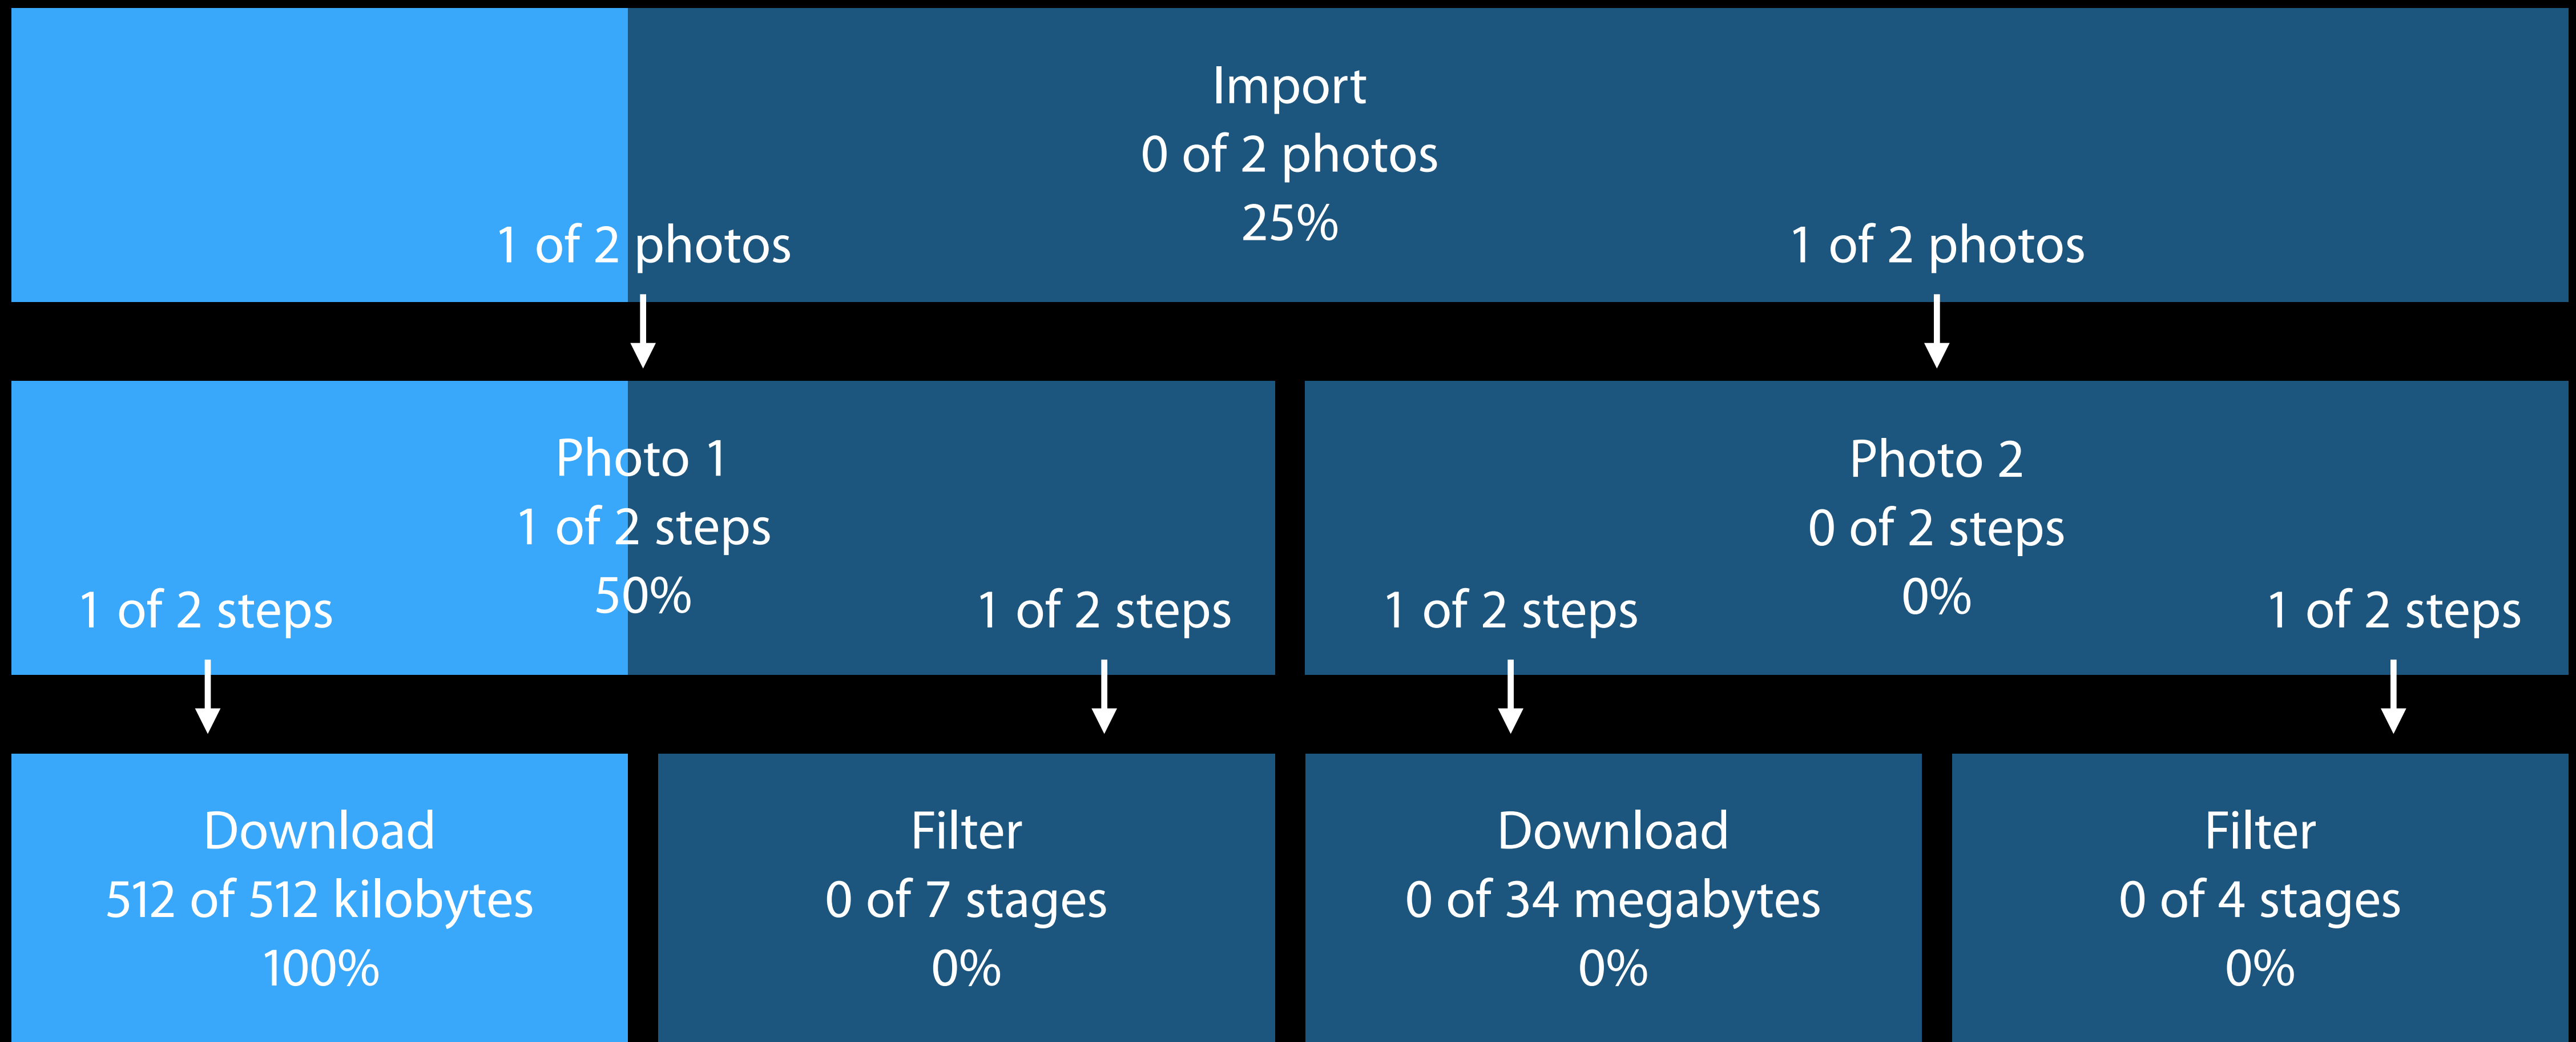 Import
0 of 2 photos
25%
1 of 2 photos
1 of 2 photos
Photo 1
1 of 2 steps
50%
1 of 2 steps
1 of 2 steps
Photo 2
0 of 2 steps
0%
1 of 2 steps
1 of 2 steps
Download
512 of 512 kilobytes
100%
Filter
0 of 7 stages
0%
Download
0 of 34 megabytes
0%
Filter
0 of 4 stages
0%